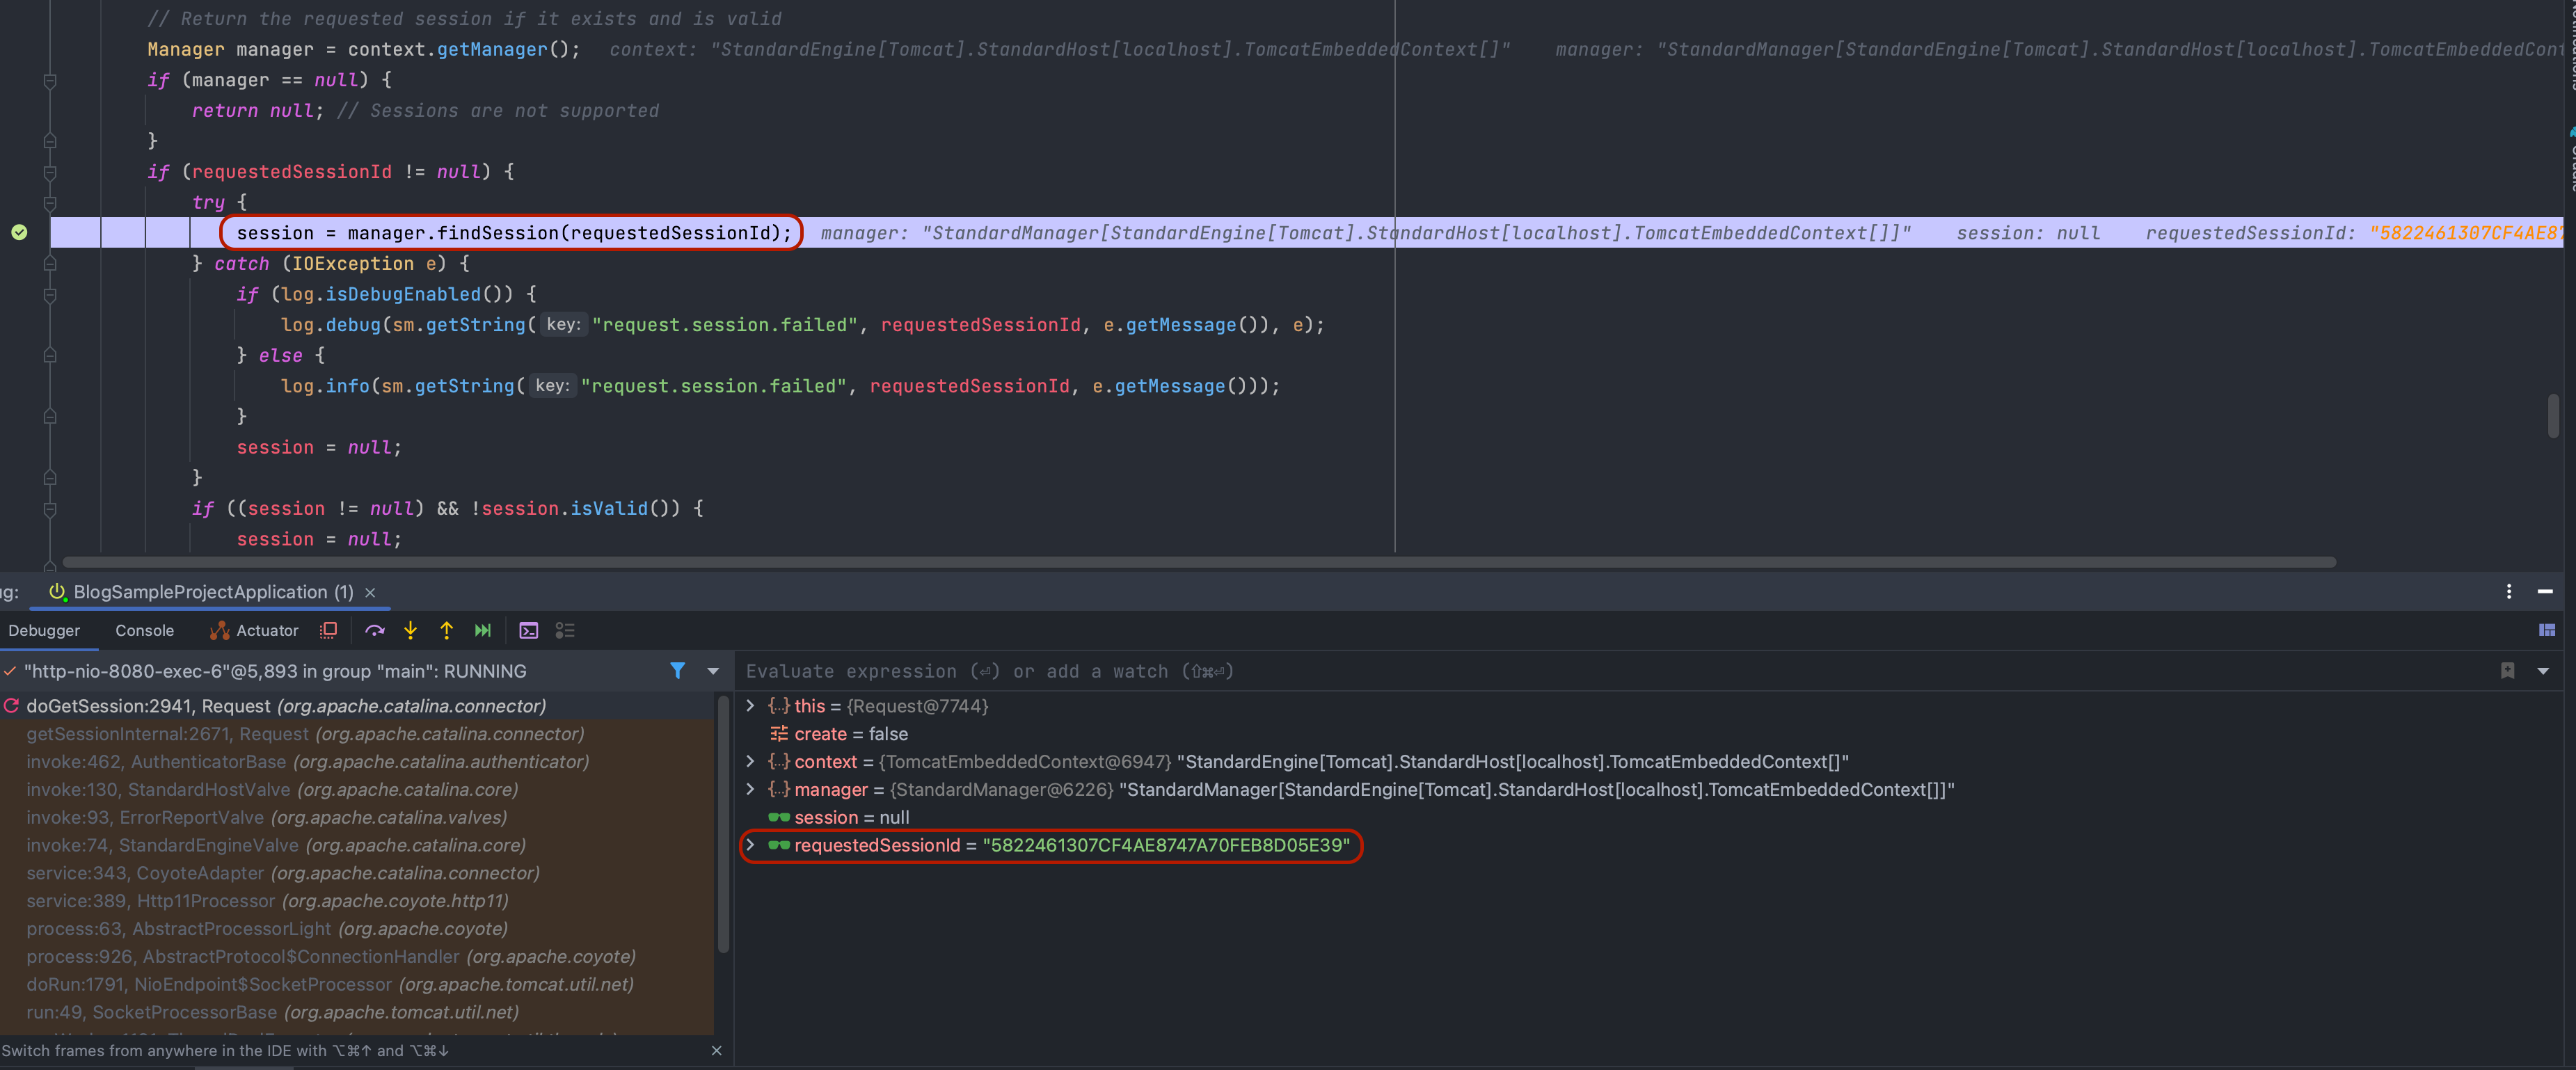 // Return the requested session if it exists and is valid
Manager manager = context.getManager();   context: "StandardEngine[Tomcat].StandardHost[localhost].TomcatEmbeddedContext[]"   manager: "StandardManager[StandardEngine[Tomcat].StandardHost[localhost].TomcatEmbeddedCont
if (manager == null) {
return null; // Sessions are not supported
}
if (requestedSessionId != null) {
try {
session = manager.findSession(requestedSessionId);   manager: "StandardManager[StandardEngine[Tomcat].StandardHost[localhost].TomcatEmbeddedContext[]]"   session: null   requestedSessionId: "5822461307CF4AE87
} catch (IOException e) {
if (log.isDebugEnabled()) {
log.debug(sm.getString( key: "request.session.failed", requestedSessionId, e.getMessage()), e);
} else {
log.info(sm.getString( key: "request.session.failed", requestedSessionId, e.getMessage()));
}
session = null;
}
if ((session != null) && !session.isValid()) {
session = null;
ug: BlogSampleProjectApplication (1) ×
Debugger Console Actuator
"http-nio-8080-exec-6"@5,893 in group "main": RUNNING
Evaluate expression (⏎) or add a watch (⇧⌘⏎)
doGetSession:2941, Request (org.apache.catalina.connector)
getSessionInternal:2671, Request (org.apache.catalina.connector)
invoke:462, AuthenticatorBase (org.apache.catalina.authenticator)
invoke:130, StandardHostValve (org.apache.catalina.core)
invoke:93, ErrorReportValve (org.apache.catalina.valves)
invoke:74, StandardEngineValve (org.apache.catalina.core)
service:343, CoyoteAdapter (org.apache.catalina.connector)
service:389, Http11Processor (org.apache.coyote.http11)
process:63, AbstractProcessorLight (org.apache.coyote)
process:926, AbstractProtocol$ConnectionHandler (org.apache.coyote)
doRun:1791, NioEndpoint$SocketProcessor (org.apache.tomcat.util.net)
run:49, SocketProcessorBase (org.apache.tomcat.util.net)
Switch frames from anywhere in the IDE with ⌥⌘↑ and ⌥⌘↓
this = {Request@7744}
create = false
context = {TomcatEmbeddedContext@6947} "StandardEngine[Tomcat].StandardHost[localhost].TomcatEmbeddedContext[]"
manager = {StandardManager@6226} "StandardManager[StandardEngine[Tomcat].StandardHost[localhost].TomcatEmbeddedContext[]]"
session = null
requestedSessionId = "5822461307CF4AE8747A70FEB8D05E39"